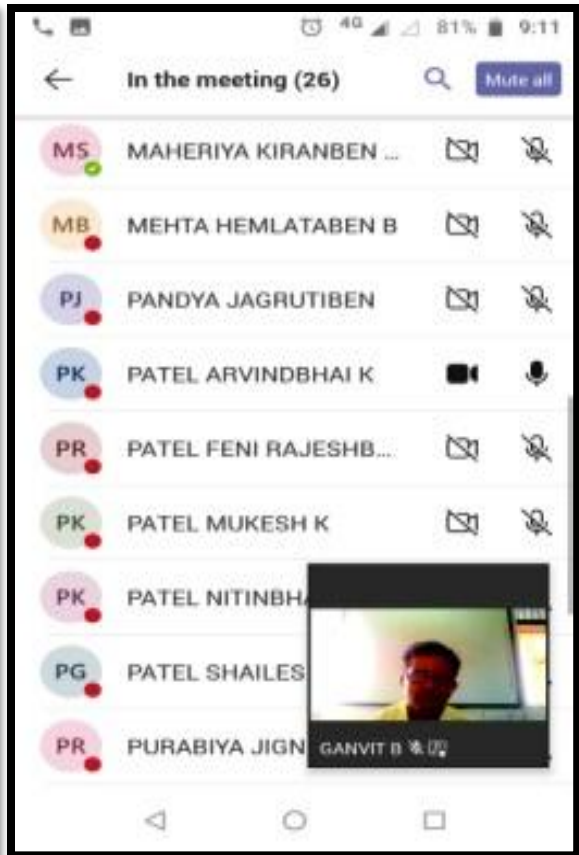 4G 81% 9:11
In the meeting (26) Mute all
MS MAHERIYA KIRANBEN ...
MB MEHTA HEMLATABEN B
PJ PANDYA JAGRUTIBEN
PK PATEL ARVINDBHAI K
PR PATEL FENI RAJESHB...
PK PATEL MUKESH K
PK PATEL NITINBH
PG PATEL SHAILES
PR PURABIYA JIGN
GANVIT B